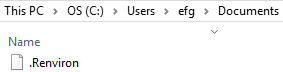 This PC > OS (C:) > Users > efg > Documents
Name
.Renviron